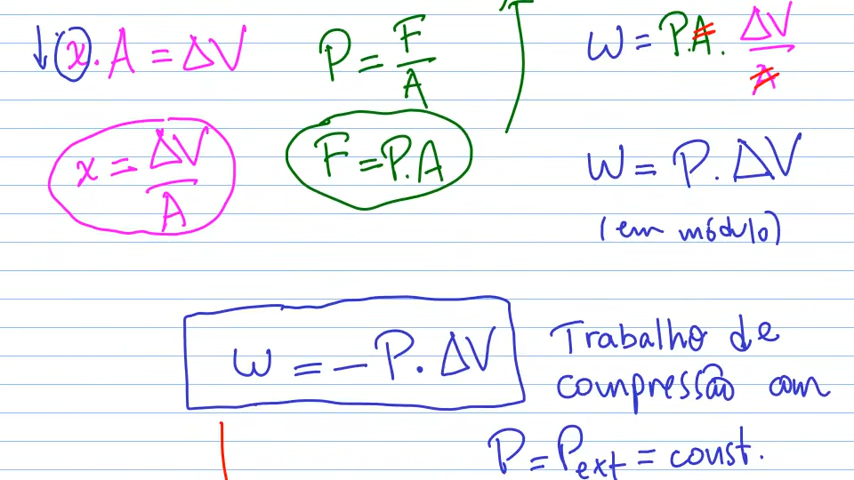 ↓ x . A = ΔV
x = ΔV / A
P = F / A
F = P.A
W = P.A . ΔV / A
W = P. ΔV
(em módulo)
W = - P. ΔV
Trabalho de
compressão com
P = Pext = const.